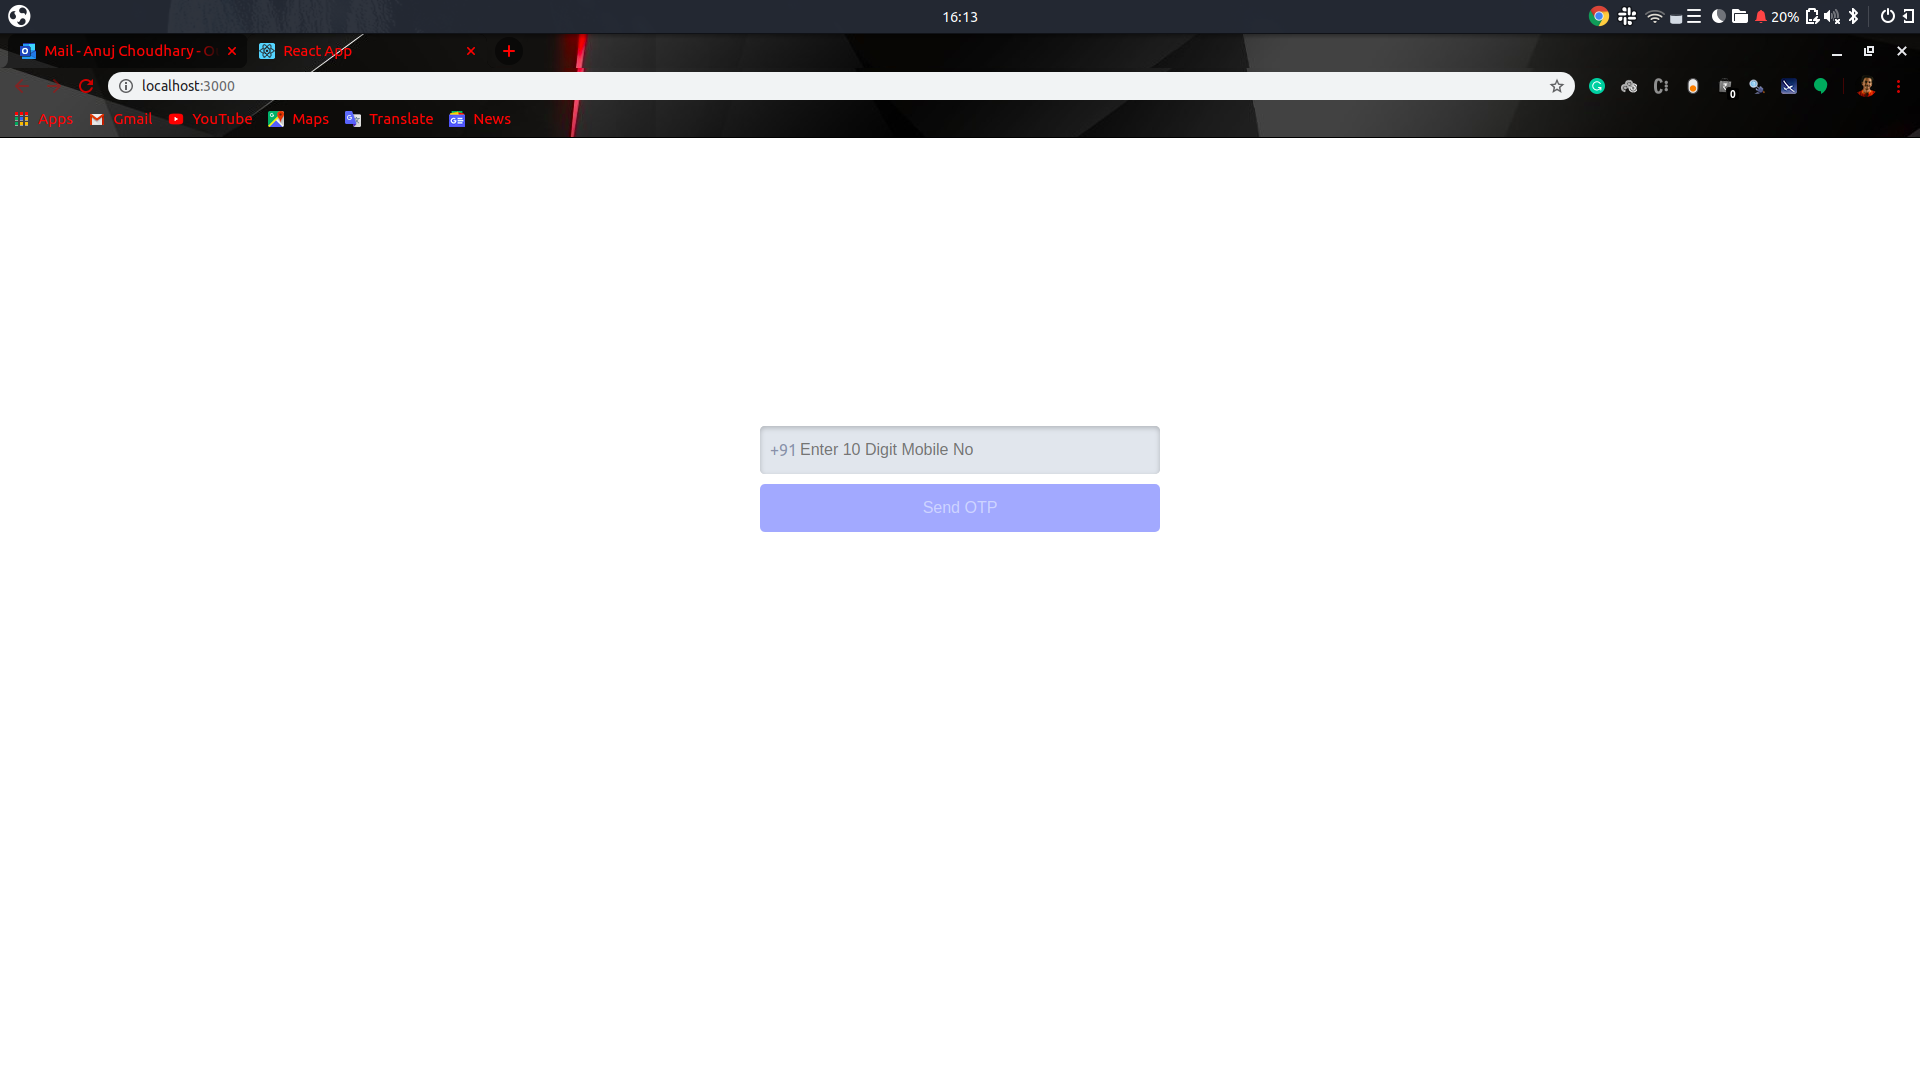 16:13
20%
Mail - Anuj Choudhary - O
React App
localhost:3000
0
Apps
Gmail
YouTube
Maps
Translate
News
+91 Enter 10 Digit Mobile No
Send OTP